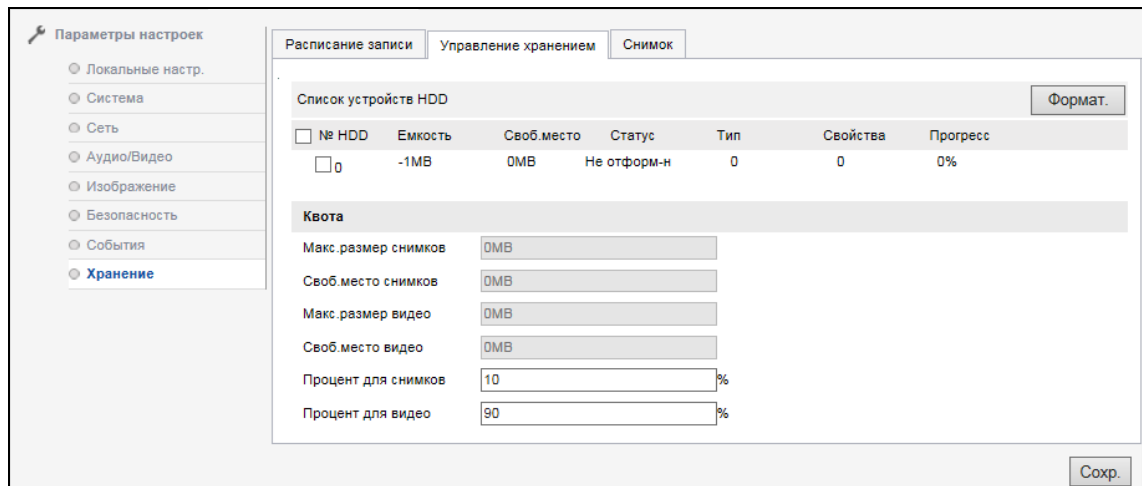 Параметры настроек
Локальные настр.
Система
Сеть
Аудио/Видео
Изображение
Безопасность
События
Хранение
Расписание записи Управление хранением Снимок
Список устройств HDD Формат.
№ HDD Емкость Своб.место Статус Тип Свойства Прогресс
0 -1MB 0MB Не отформ-н 0 0 0%
Квота
Макс.размер снимков 0MB
Своб.место снимков 0MB
Макс.размер видео 0MB
Своб.место видео 0MB
Процент для снимков 10 %
Процент для видео 90 %
Сохр.